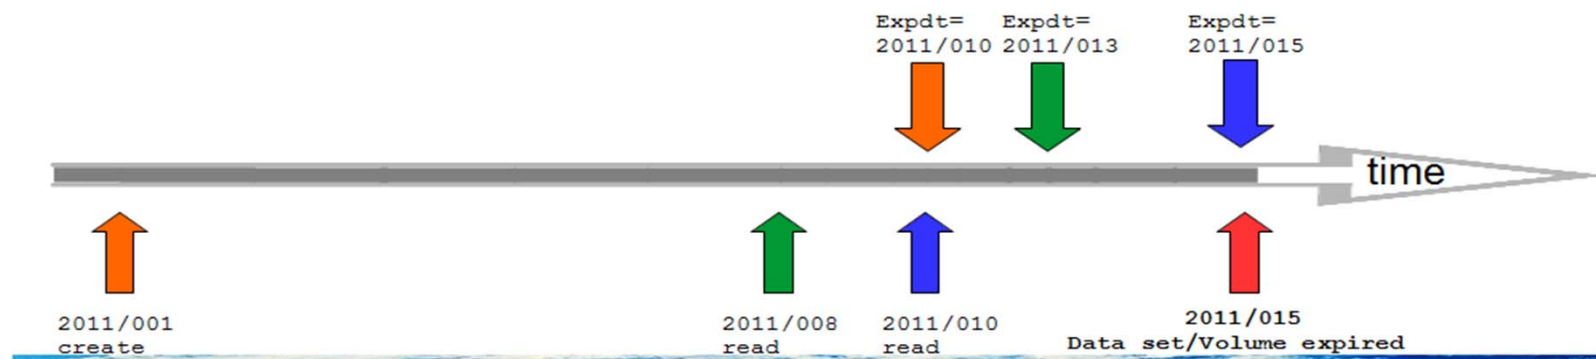 Expdt= Expdt= Expdt=
2011/010 2011/013 2011/015
time
2011/001 2011/008 2011/010 2011/015
create read read Data set/Volume expired